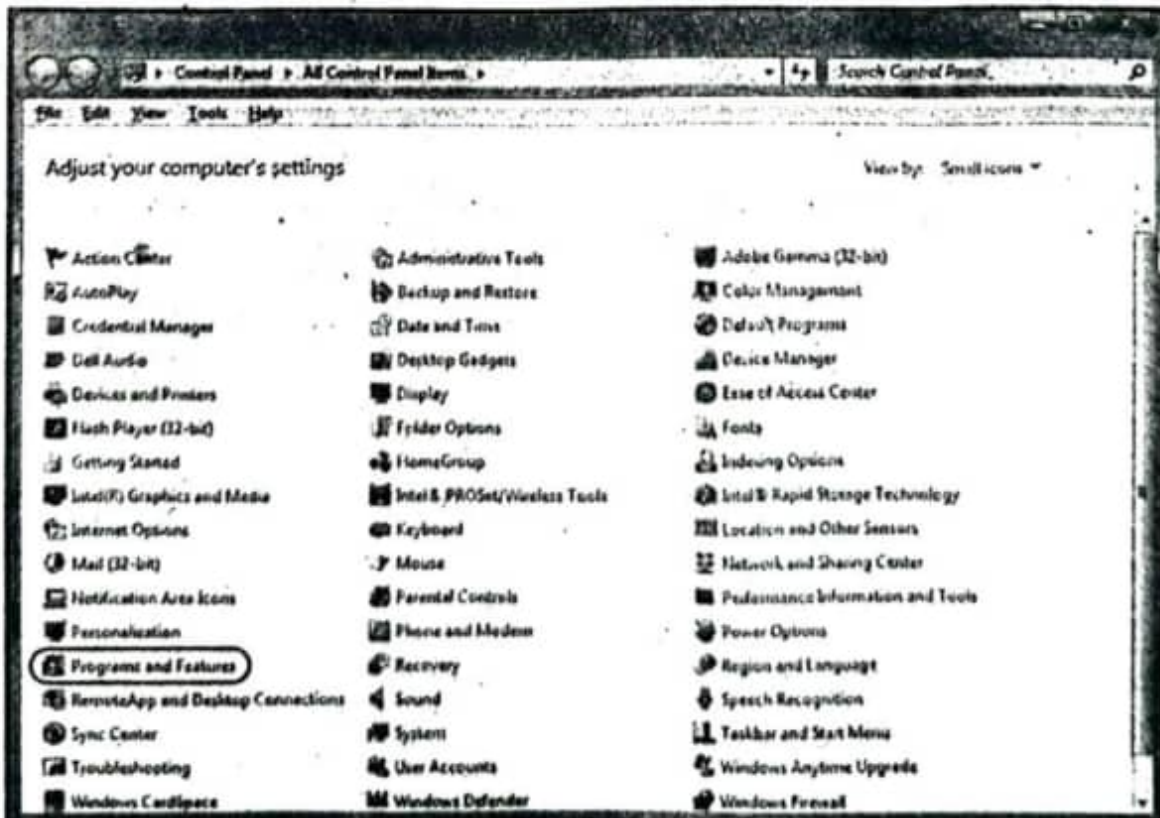 Control Panel ▸ All Control Panel Items ▸ Search Control Panel
File Edit View Tools Help
Adjust your computer's settings View by: Small icons
Action Center Administrative Tools Adobe Gamma (32-bit)
AutoPlay Backup and Restore Color Management
Credential Manager Date and Time Default Programs
Dell Audio Desktop Gadgets Device Manager
Devices and Printers Display Ease of Access Center
Flash Player (32-bit) Folder Options Fonts
Getting Started HomeGroup Indexing Options
Intel(R) Graphics and Media Intel® PROSet/Wireless Tools Intel® Rapid Storage Technology
Internet Options Keyboard Location and Other Sensors
Mail (32-bit) Mouse Network and Sharing Center
Notification Area Icons Parental Controls Performance Information and Tools
Personalization Phone and Modem Power Options
Programs and Features Recovery Region and Language
RemoteApp and Desktop Connections Sound Speech Recognition
Sync Center System Taskbar and Start Menu
Troubleshooting User Accounts Windows Anytime Upgrade
Windows CardSpace Windows Defender Windows Firewall